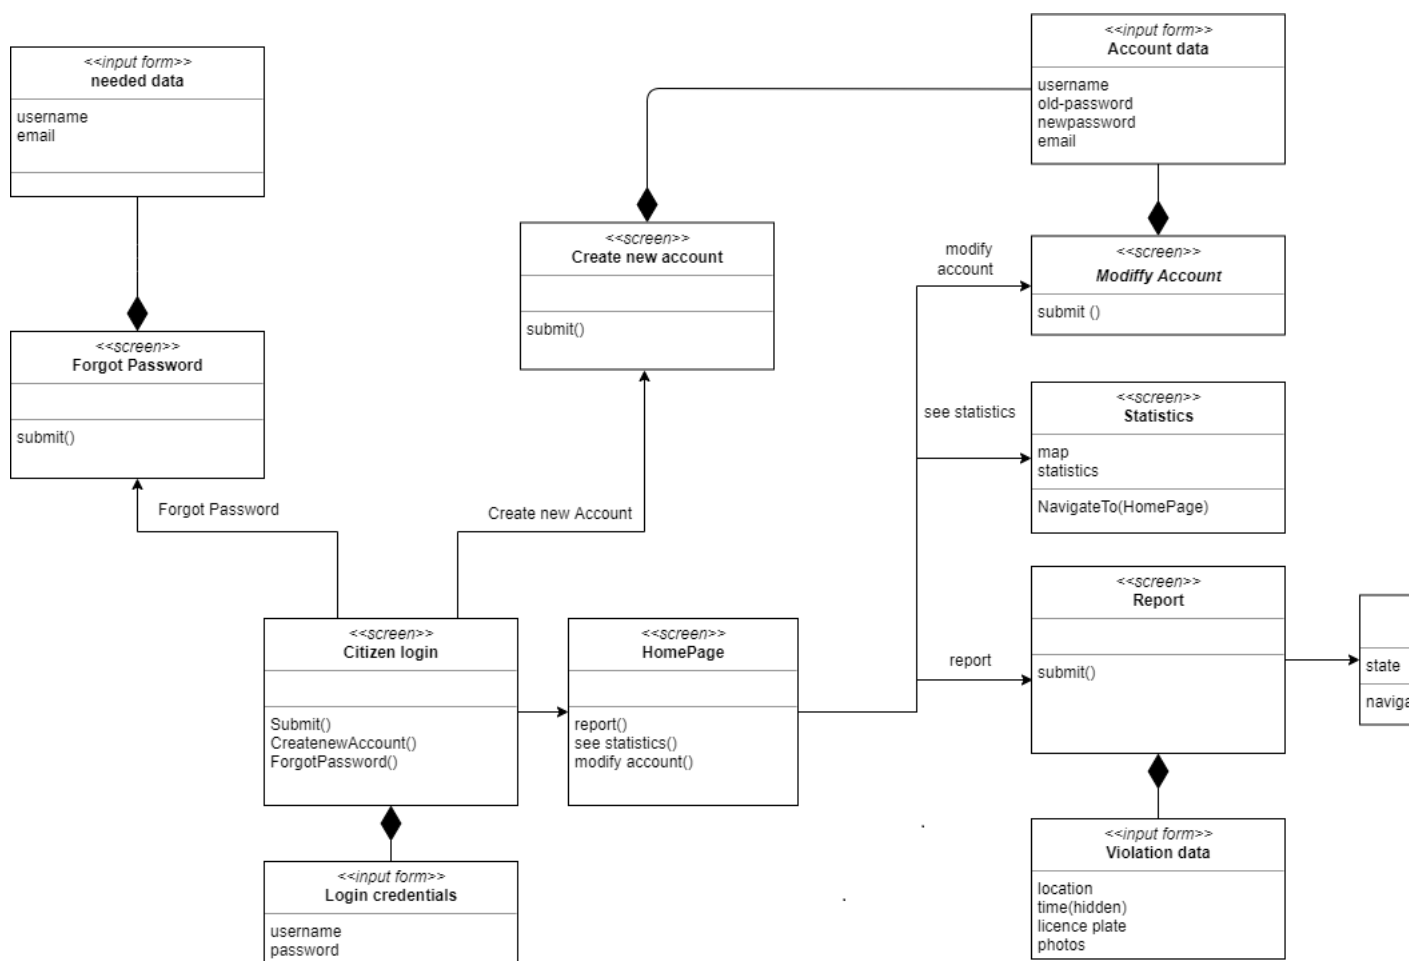 <<input form>>
needed data
username
email
<<input form>>
Account data
username
old-password
newpassword
email
<<screen>>
Create new account
submit()
modify
account
<<screen>>
Modiffy Account
submit ()
<<screen>>
Forgot Password
submit()
see statistics
<<screen>>
Statistics
map
statistics
NavigateTo(HomePage)
Forgot Password
Create new Account
<<screen>>
Citizen login
Submit()
CreatenewAccount()
ForgotPassword()
<<screen>>
HomePage
report()
see statistics()
modify account()
report
<<screen>>
Report
submit()
state
naviga
<<input form>>
Login credentials
username
password
<<input form>>
Violation data
location
time(hidden)
licence plate
photos